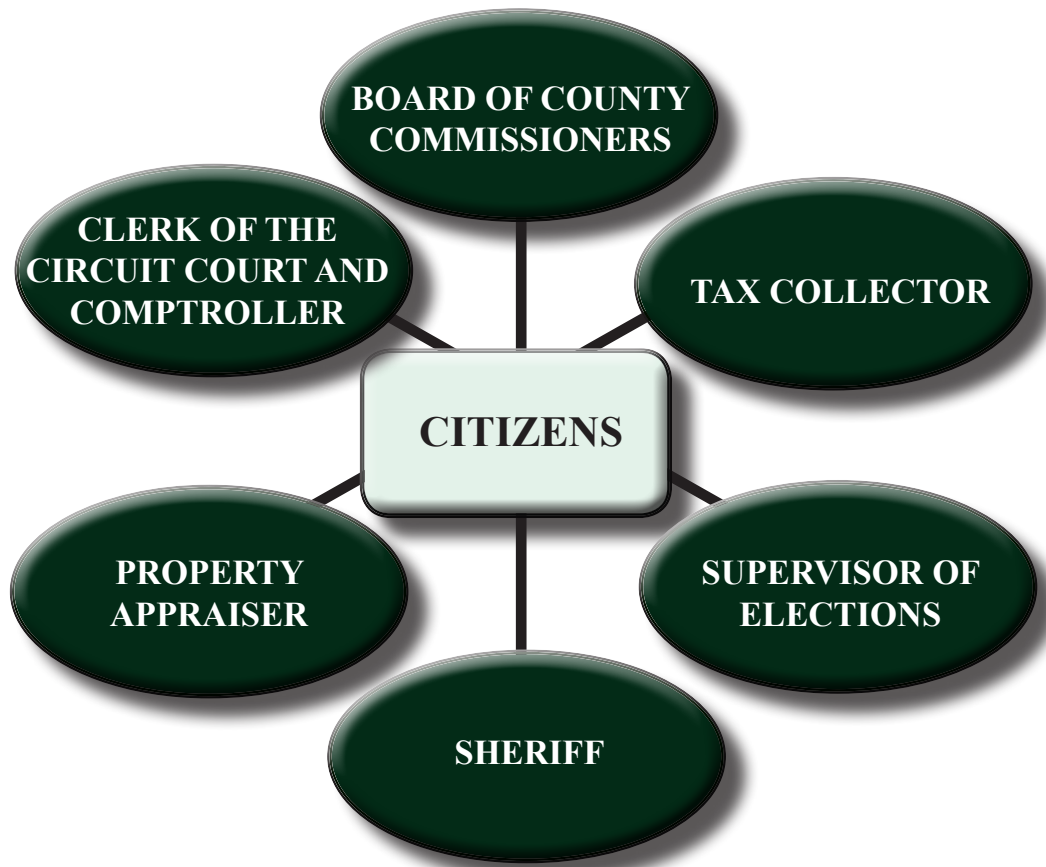 BOARD OF COUNTY
COMMISSIONERS
CLERK OF THE
CIRCUIT COURT AND
COMPTROLLER
TAX COLLECTOR
CITIZENS
PROPERTY
APPRAISER
SUPERVISOR OF
ELECTIONS
SHERIFF